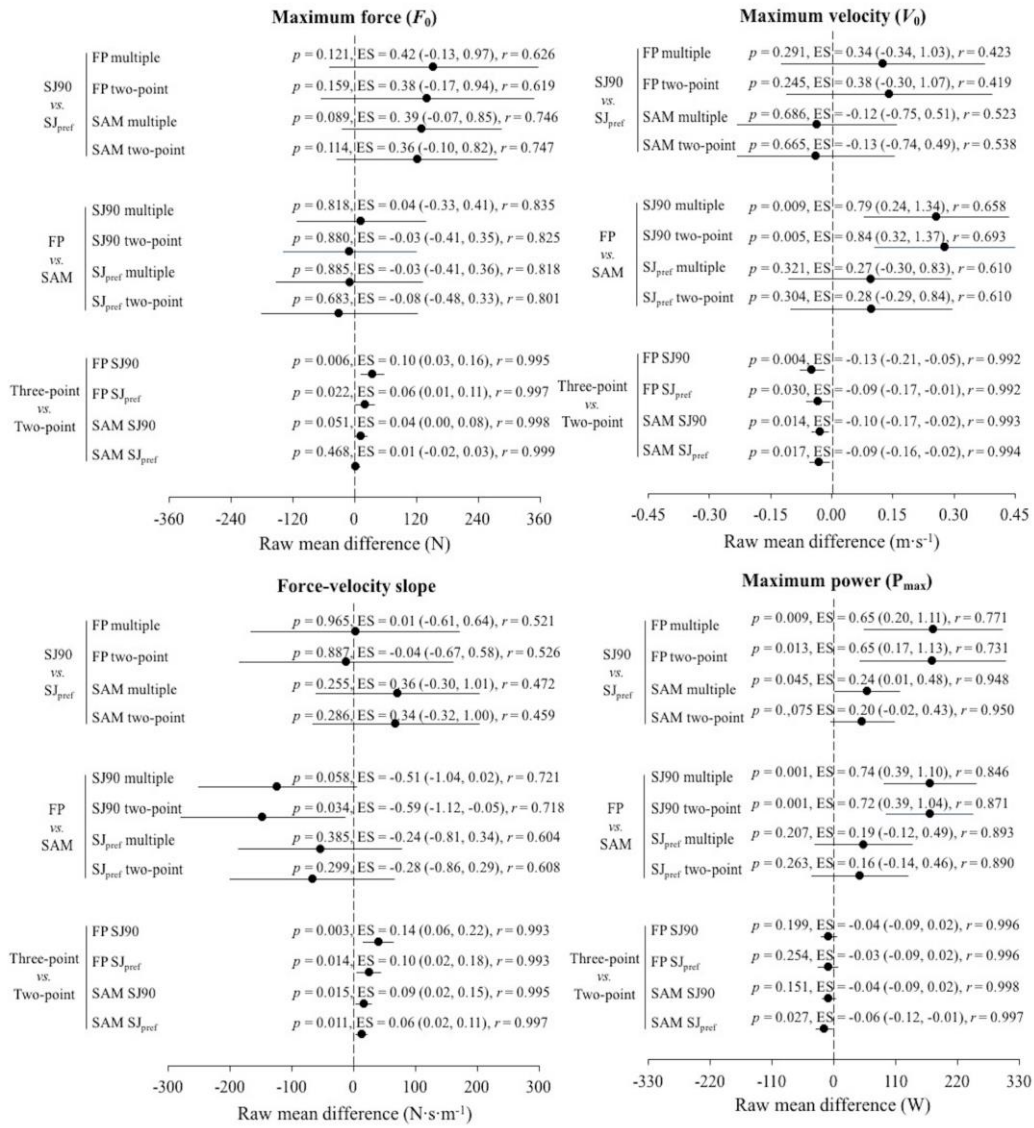 Maximum force (F₀)
SJ90 vs. SJpref
FP multiple p = 0.121, ES = 0.42 (-0.13, 0.97), r = 0.626
FP two-point p = 0.159, ES = 0.38 (-0.17, 0.94), r = 0.619
SAM multiple p = 0.089, ES = 0.39 (-0.07, 0.85), r = 0.746
SAM two-point p = 0.114, ES = 0.36 (-0.10, 0.82), r = 0.747
FP vs. SAM
SJ90 multiple p = 0.818, ES = 0.04 (-0.33, 0.41), r = 0.835
SJ90 two-point p = 0.880, ES = -0.03 (-0.41, 0.35), r = 0.825
SJpref multiple p = 0.885, ES = -0.03 (-0.41, 0.36), r = 0.818
SJpref two-point p = 0.683, ES = -0.08 (-0.48, 0.33), r = 0.801
Three-point vs. Two-point
FP SJ90 p = 0.006, ES = 0.10 (0.03, 0.16), r = 0.995
FP SJpref p = 0.022, ES = 0.06 (0.01, 0.11), r = 0.997
SAM SJ90 p = 0.051, ES = 0.04 (0.00, 0.08), r = 0.998
SAM SJpref p = 0.468, ES = 0.01 (-0.02, 0.03), r = 0.999
-360 -240 -120 0 120 240 360
Raw mean difference (N)
Maximum velocity (V₀)
SJ90 vs. SJpref
FP multiple p = 0.291, ES = 0.34 (-0.34, 1.03), r = 0.423
FP two-point p = 0.245, ES = 0.38 (-0.30, 1.07), r = 0.419
SAM multiple p = 0.686, ES = -0.12 (-0.75, 0.51), r = 0.523
SAM two-point p = 0.665, ES = -0.13 (-0.74, 0.49), r = 0.538
FP vs. SAM
SJ90 multiple p = 0.009, ES = 0.79 (0.24, 1.34), r = 0.658
SJ90 two-point p = 0.005, ES = 0.84 (0.32, 1.37), r = 0.693
SJpref multiple p = 0.321, ES = 0.27 (-0.30, 0.83), r = 0.610
SJpref two-point p = 0.304, ES = 0.28 (-0.29, 0.84), r = 0.610
Three-point vs. Two-point
FP SJ90 p = 0.004, ES = -0.13 (-0.21, -0.05), r = 0.992
FP SJpref p = 0.030, ES = -0.09 (-0.17, -0.01), r = 0.992
SAM SJ90 p = 0.014, ES = -0.10 (-0.17, -0.02), r = 0.993
SAM SJpref p = 0.017, ES = -0.09 (-0.16, -0.02), r = 0.994
-0.45 -0.30 -0.15 0.00 0.15 0.30 0.45
Raw mean difference (m·s⁻¹)
Force-velocity slope
SJ90 vs. SJpref
FP multiple p = 0.965, ES = 0.01 (-0.61, 0.64), r = 0.521
FP two-point p = 0.887, ES = -0.04 (-0.67, 0.58), r = 0.526
SAM multiple p = 0.255, ES = 0.36 (-0.30, 1.01), r = 0.472
SAM two-point p = 0.286, ES = 0.34 (-0.32, 1.00), r = 0.459
FP vs. SAM
SJ90 multiple p = 0.058, ES = -0.51 (-1.04, 0.02), r = 0.721
SJ90 two-point p = 0.034, ES = -0.59 (-1.12, -0.05), r = 0.718
SJpref multiple p = 0.385, ES = -0.24 (-0.81, 0.34), r = 0.604
SJpref two-point p = 0.299, ES = -0.28 (-0.86, 0.29), r = 0.608
Three-point vs. Two-point
FP SJ90 p = 0.003, ES = 0.14 (0.06, 0.22), r = 0.993
FP SJpref p = 0.014, ES = 0.10 (0.02, 0.18), r = 0.993
SAM SJ90 p = 0.015, ES = 0.09 (0.02, 0.15), r = 0.995
SAM SJpref p = 0.011, ES = 0.06 (0.02, 0.11), r = 0.997
-300 -200 -100 0 100 200 300
Raw mean difference (N·s·m⁻¹)
Maximum power (Pmax)
SJ90 vs. SJpref
FP multiple p = 0.009, ES = 0.65 (0.20, 1.11), r = 0.771
FP two-point p = 0.013, ES = 0.65 (0.17, 1.13), r = 0.731
SAM multiple p = 0.045, ES = 0.24 (0.01, 0.48), r = 0.948
SAM two-point p = 0.,075 ES = 0.20 (-0.02, 0.43), r = 0.950
FP vs. SAM
SJ90 multiple p = 0.001, ES = 0.74 (0.39, 1.10), r = 0.846
SJ90 two-point p = 0.001, ES = 0.72 (0.39, 1.04), r = 0.871
SJpref multiple p = 0.207, ES = 0.19 (-0.12, 0.49), r = 0.893
SJpref two-point p = 0.263, ES = 0.16 (-0.14, 0.46), r = 0.890
Three-point vs. Two-point
FP SJ90 p = 0.199, ES = -0.04 (-0.09, 0.02), r = 0.996
FP SJpref p = 0.254, ES = -0.03 (-0.09, 0.02), r = 0.996
SAM SJ90 p = 0.151, ES = -0.04 (-0.09, 0.02), r = 0.998
SAM SJpref p = 0.027, ES = -0.06 (-0.12, -0.01), r = 0.997
-330 -220 -110 0 110 220 330
Raw mean difference (W)